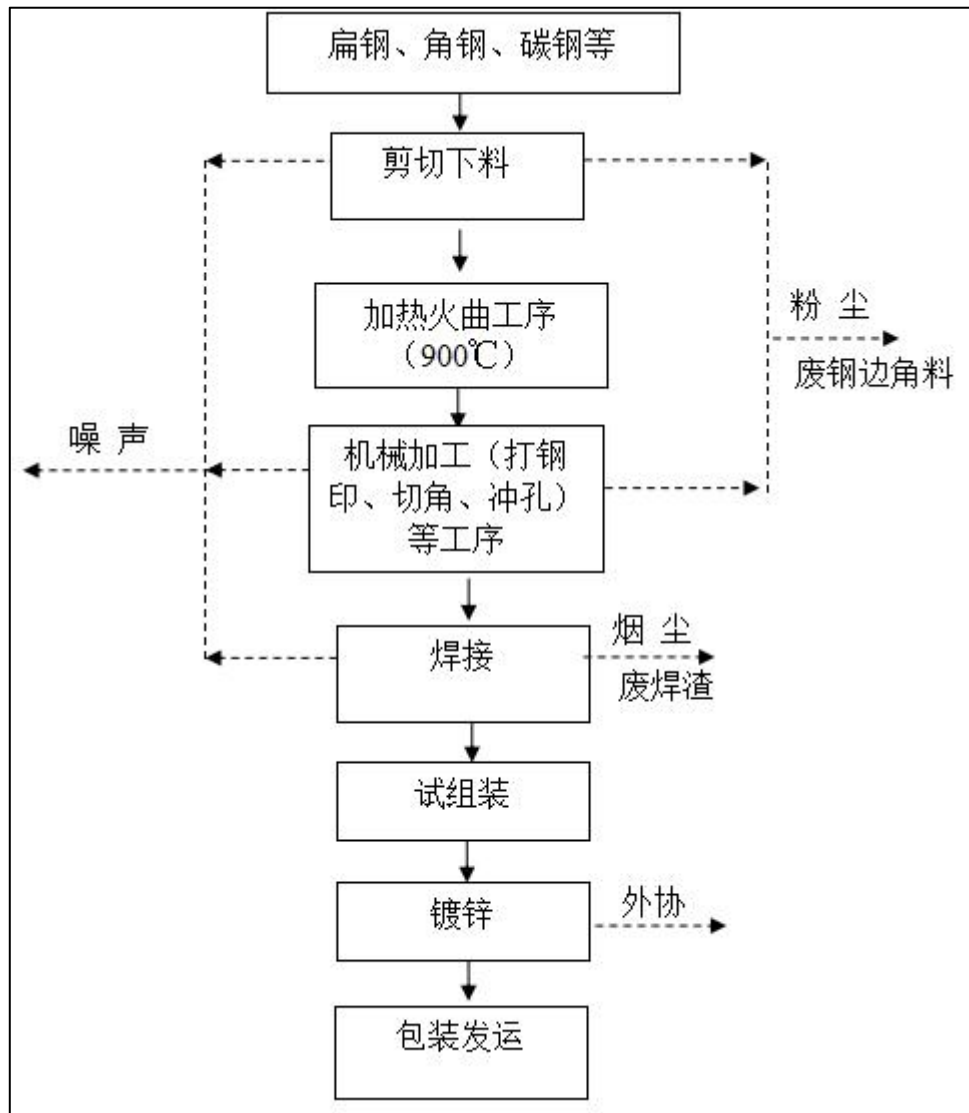 扁钢、角钢、碳钢等
剪切下料
加热火曲工序
（900℃）
粉 尘
废钢边角料
噪 声
机械加工（打钢
印、切角、冲孔）
等工序
焊接
烟 尘
废焊渣
试组装
镀锌
外协
包装发运